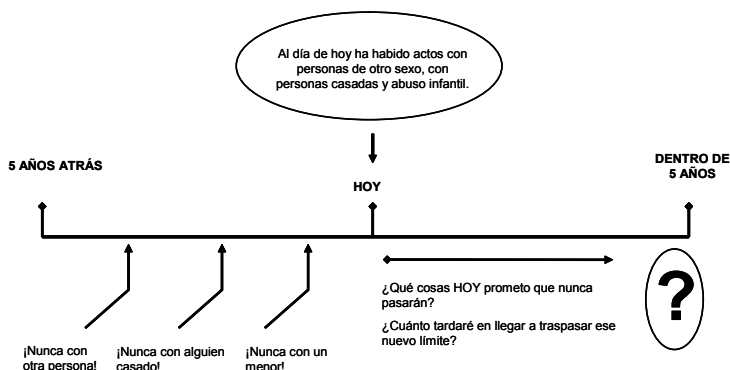 Al día de hoy ha habido actos con
personas de otro sexo, con
personas casadas y abuso infantil.
5 AÑOS ATRÁS
HOY
DENTRO DE
5 AÑOS
¿Qué cosas HOY prometo que nunca
pasarán?
¿Cuánto tardaré en llegar a traspasar ese
nuevo límite?
?
¡Nunca con
otra persona!
¡Nunca con alguien
casado!
¡Nunca con un
menor!